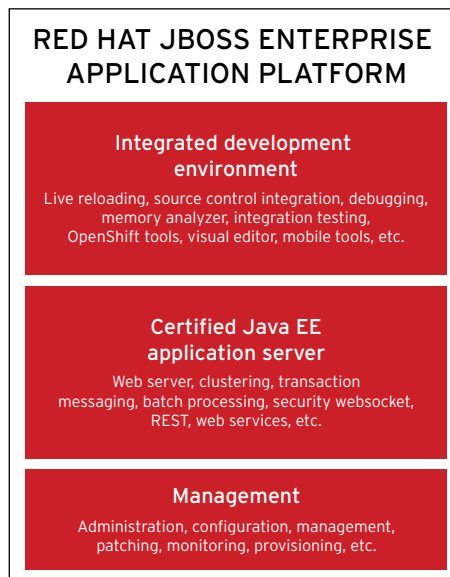 RED HAT JBOSS ENTERPRISE
APPLICATION PLATFORM
Integrated development
environment
Live reloading, source control integration, debugging,
memory analyzer, integration testing,
OpenShift tools, visual editor, mobile tools, etc.
Certified Java EE
application server
Web server, clustering, transaction
messaging, batch processing, security websocket,
REST, web services, etc.
Management
Administration, configuration, management,
patching, monitoring, provisioning, etc.